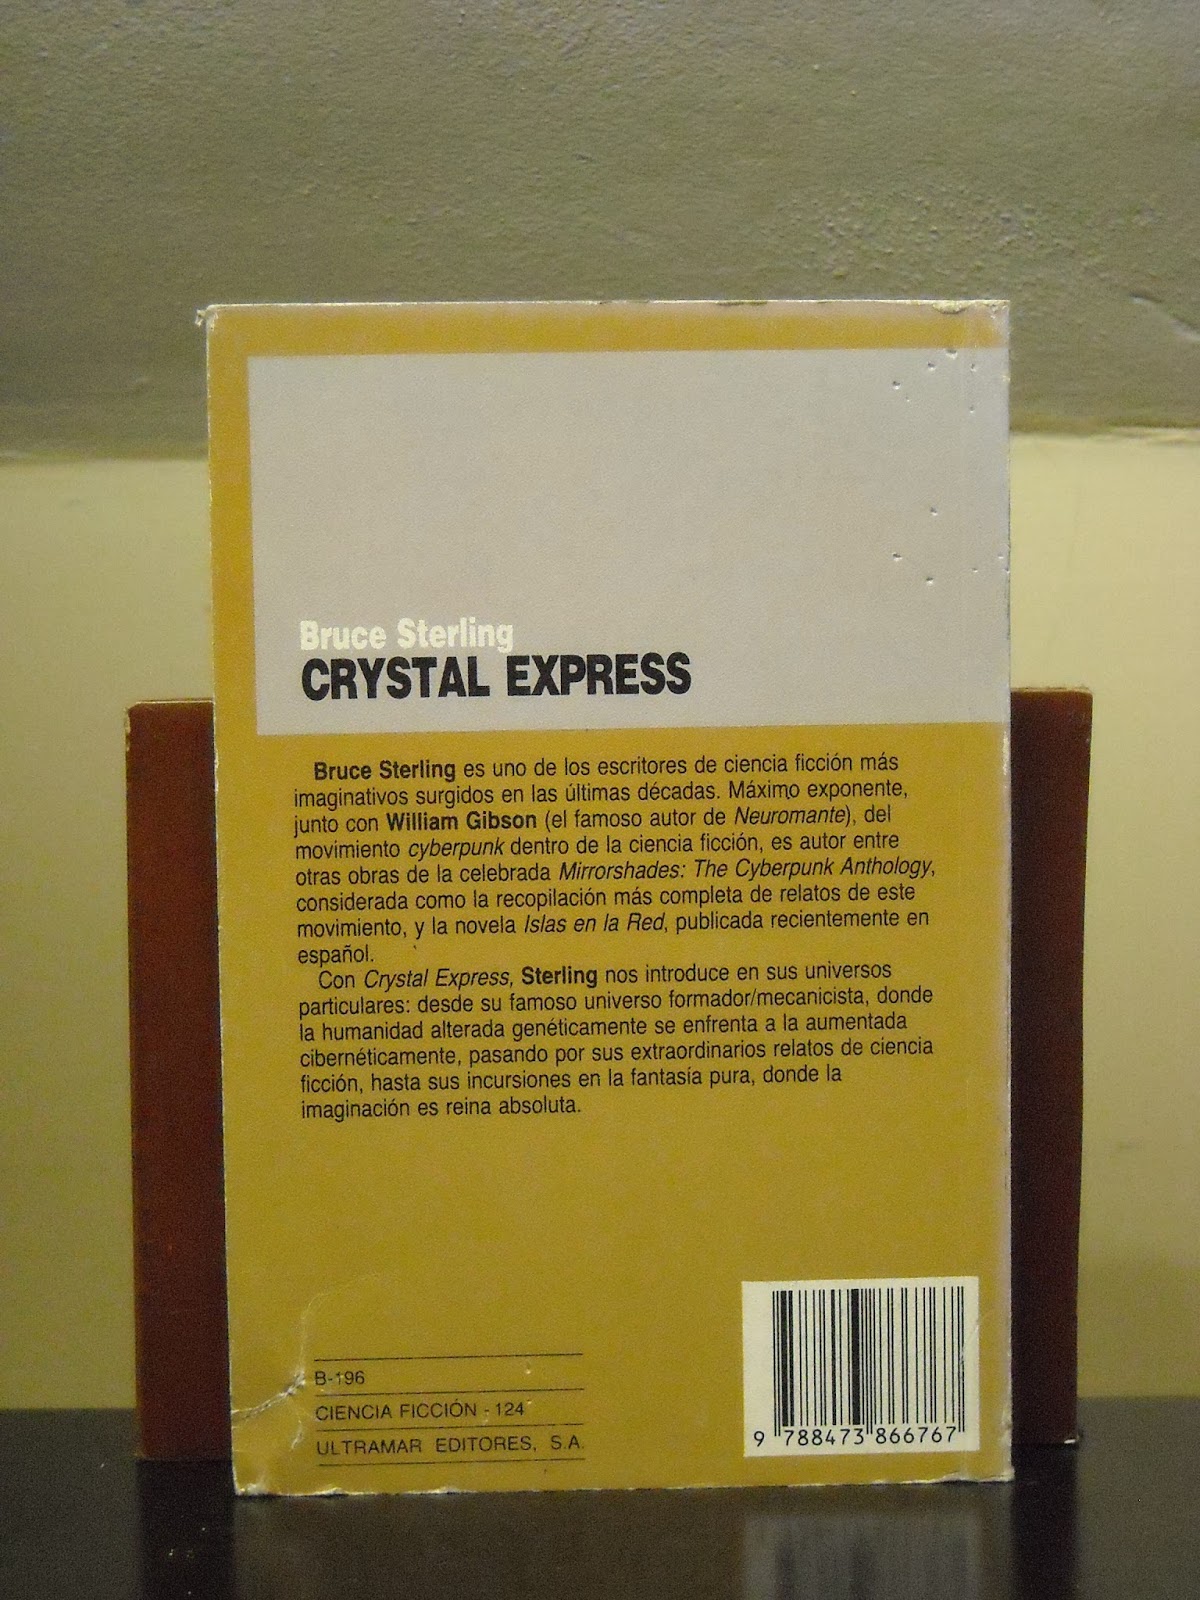 Bruce Sterling
CRYSTAL EXPRESS
Bruce Sterling es uno de los escritores de ciencia ficción más
imaginativos surgidos en las últimas décadas. Máximo exponente,
junto con William Gibson (el famoso autor de Neuromante), del
movimiento cyberpunk dentro de la ciencia ficción, es autor entre
otras obras de la celebrada Mirrorshades: The Cyberpunk Anthology,
considerada como la recopilación más completa de relatos de este
movimiento, y la novela Islas en la Red, publicada recientemente en
español.
Con Crystal Express, Sterling nos introduce en sus universos
particulares: desde su famoso universo formador/mecanicista, donde
la humanidad alterada genéticamente se enfrenta a la aumentada
cibernéticamente, pasando por sus extraordinarios relatos de ciencia
ficción, hasta sus incursiones en la fantasía pura, donde la
imaginación es reina absoluta.
B-196
CIENCIA FICCIÓN - 124
ULTRAMAR EDITORES, S.A.
9 788473 866767